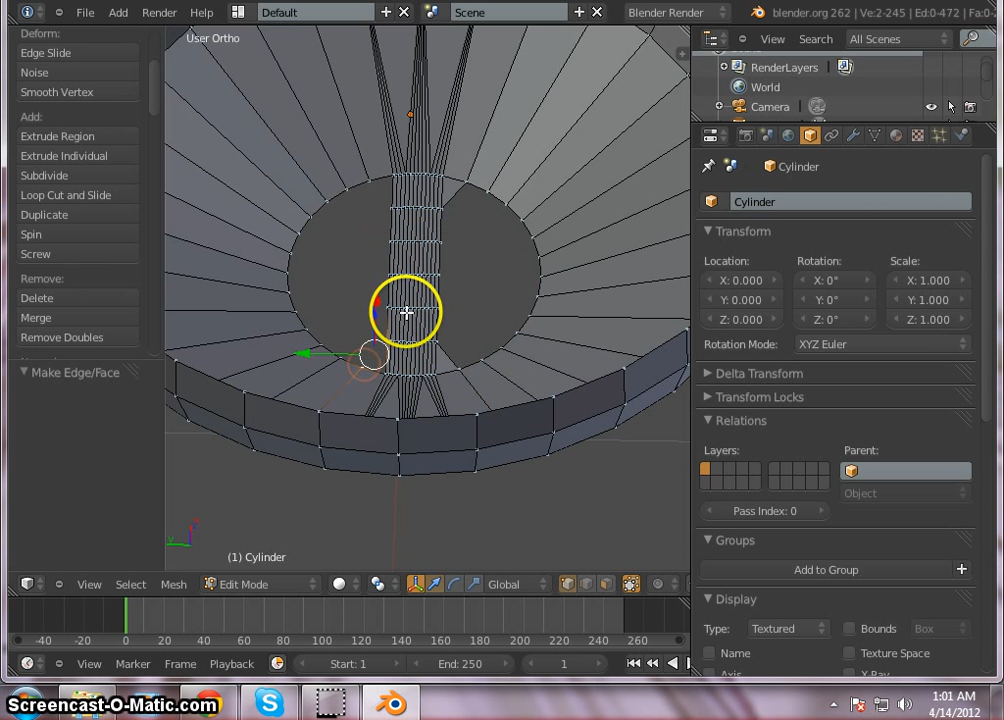 File Add Render Help Default Scene Blender Render blender.org 262 | Ve:2-245 | Ed:0-472 | Fa:0-
Deform:
Edge Slide
Noise
Smooth Vertex
Add:
Extrude Region
Extrude Individual
Subdivide
Loop Cut and Slide
Duplicate
Spin
Screw
Remove:
Delete
Merge
Remove Doubles
Make Edge/Face
User Ortho
y
(1) Cylinder
View Select Mesh Edit Mode Global
-40 -20 0 20 40 60 80 100 120 140 160 180 200 220 240 260
View Marker Frame Playback Start: 1 End: 250 1
View Search All Scenes
RenderLayers |
World
Camera |
Cylinder
Cylinder
Transform
Location: Rotation: Scale:
X: 0.000 X: 0° X: 1.000
Y: 0.000 Y: 0° Y: 1.000
Z: 0.000 Z: 0° Z: 1.000
Rotation Mode: XYZ Euler
Delta Transform
Transform Locks
Relations
Layers: Parent:
Object
Pass Index: 0
Groups
Add to Group
Display
Type: Textured Bounds Box
Name Texture Space
Axis X-Ray
Screencast-O-Matic.com
1:01 AM
4/14/2012